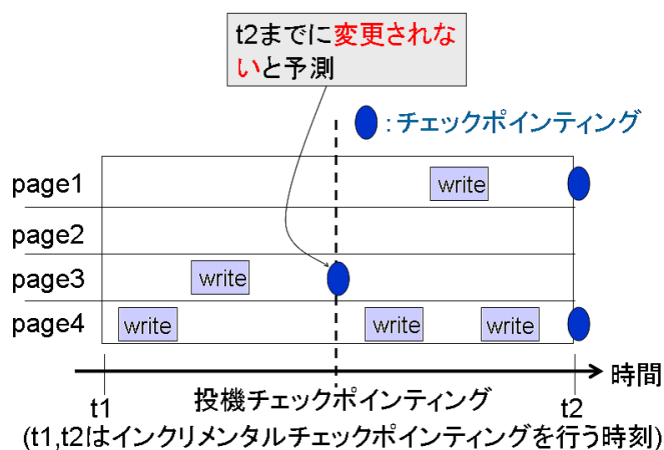 t2までに変更されな
いと予測
:チェックポインティング
page1
write
page2
page3
write
page4
write
write
write
時間
t1
投機チェックポインティング
t2
(t1,t2はインクリメンタルチェックポインティングを行う時刻)